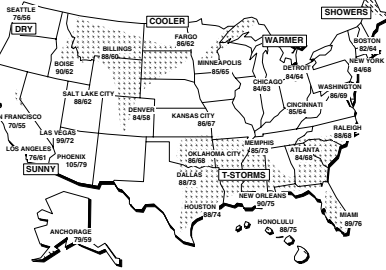 SEATTLE
76/56
DRY
COOLER
SHOWERS
FARGO
86/62
BILLINGS
88/60
WARMER
BOSTON
82/64
BOISE
90/62
MINNEAPOLIS
85/65
NEW YORK
84/68
DETROIT
84/64
CHICAGO
84/63
WASHINGTON
86/69
SALT LAKE CITY
88/62
DENVER
84/58
KANSAS CITY
86/67
CINCINNATI
85/64
N FRANCISCO
70/55
LAS VEGAS
99/72
RALEIGH
88/68
LOS ANGELES
76/61
PHOENIX
105/79
SUNNY
OKLAHOMA CITY
86/68
MEMPHIS
85/73
ATLANTA
84/68
DALLAS
88/73
T-STORMS
NEW ORLEANS
90/75
HOUSTON
88/74
MIAMI
89/76
ANCHORAGE
79/59
HONOLULU
88/75